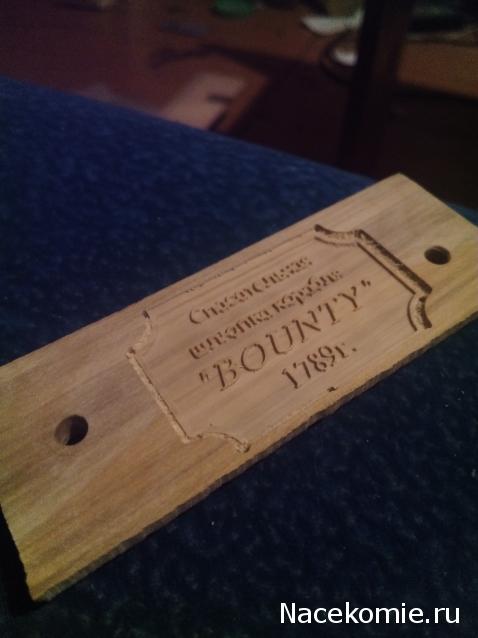 Спасательная
шлюпка корабля
"BOUNTY"
1789г.
Nacekomie.ru